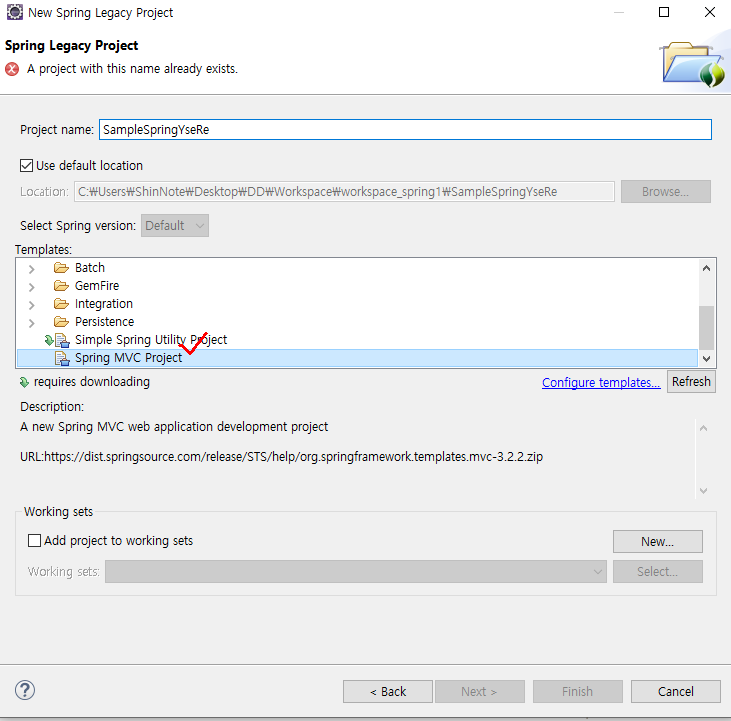 New Spring Legacy Project
Spring Legacy Project
A project with this name already exists.
Project name: SampleSpringYseRe
Use default location
Location: C:₩Users₩ShinNote₩Desktop₩DD₩Workspace₩workspace_spring1₩SampleSpringYseRe Browse...
Select Spring version: Default
Templates:
Batch
GemFire
Integration
Persistence
Simple Spring Utility Project
Spring MVC Project
requires downloading Configure templates... Refresh
Description:
A new Spring MVC web application development project
URL:https://dist.springsource.com/release/STS/help/org.springframework.templates.mvc-3.2.2.zip
Working sets
Add project to working sets New...
Working sets: Select...
? < Back Next > Finish Cancel